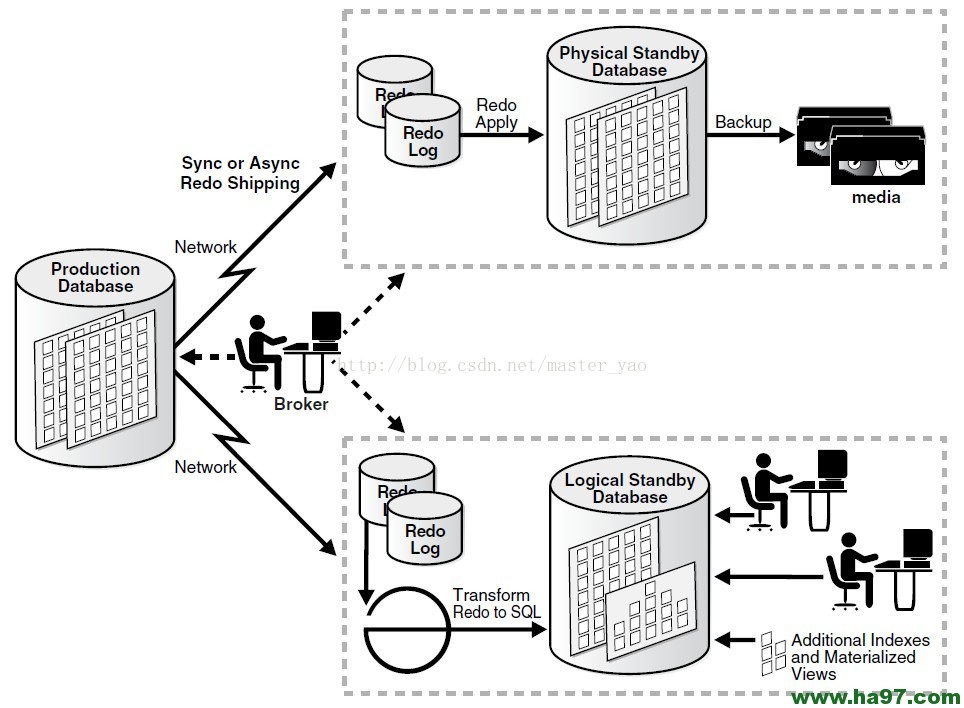 Physical Standby
Database
Redo
Redo
Log
Redo
Apply
Backup
media
Sync or Async
Redo Shipping
Network
Production
Database
http://blog.csdn.net/master_yao
Broker
Network
Redo
Redo
Log
Logical Standby
Database
Transform
Redo to SQL
Additional Indexes
and Materialized
Views
www.ha97.com